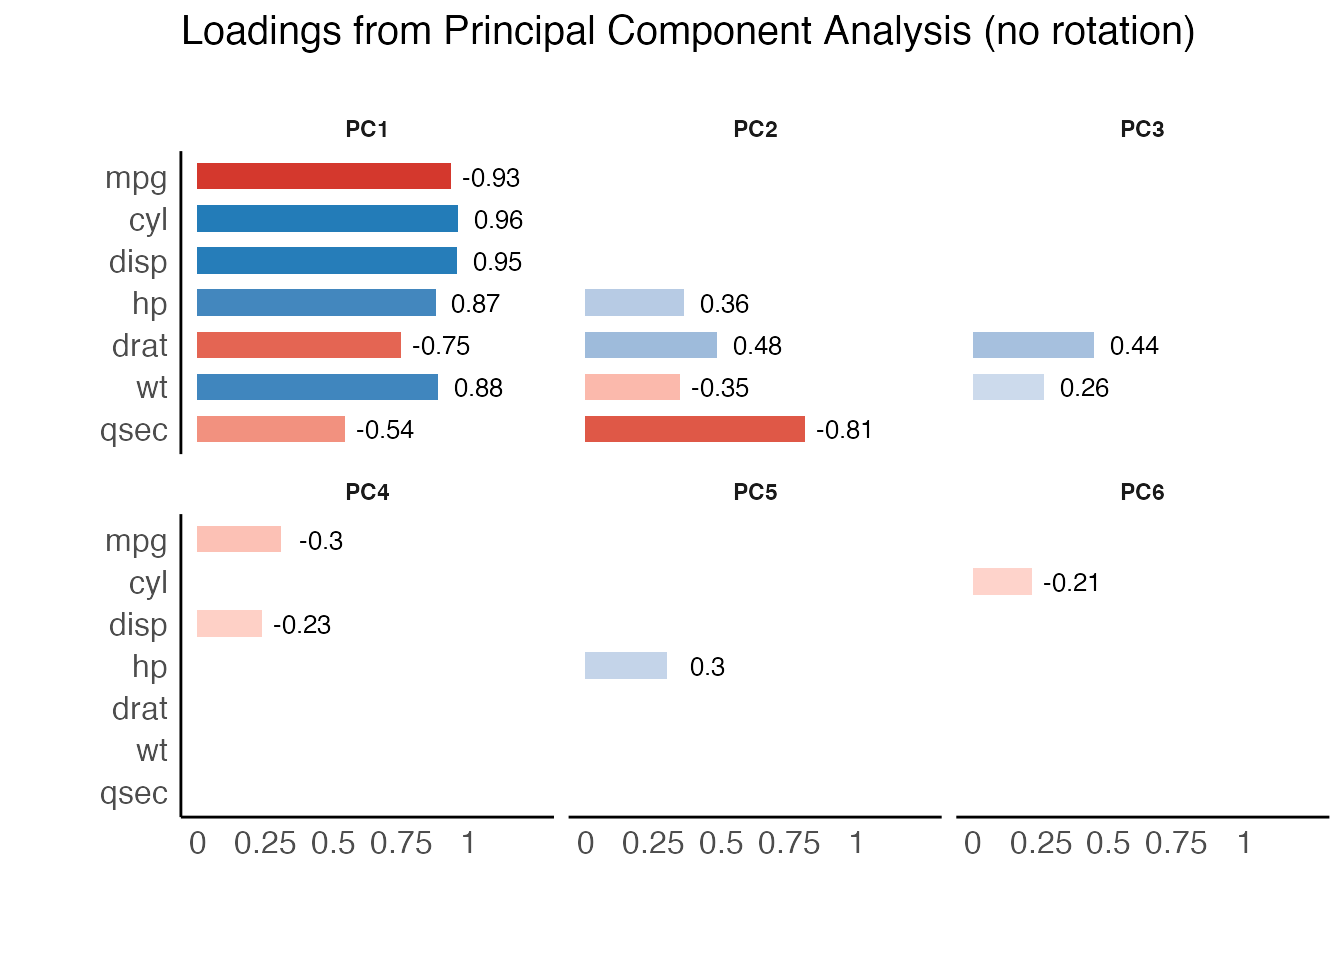 Loadings from Principal Component Analysis (no rotation)
PC1 PC2 PC3
mpg -0.93
cyl 0.96
disp 0.95
hp 0.87 0.36
drat -0.75 0.48 0.44
wt 0.88 -0.35 0.26
qsec -0.54 -0.81
PC4 PC5 PC6
mpg -0.3
cyl -0.21
disp -0.23
hp 0.3
drat
wt
qsec
0 0.25 0.5 0.75 1 0 0.25 0.5 0.75 1 0 0.25 0.5 0.75 1